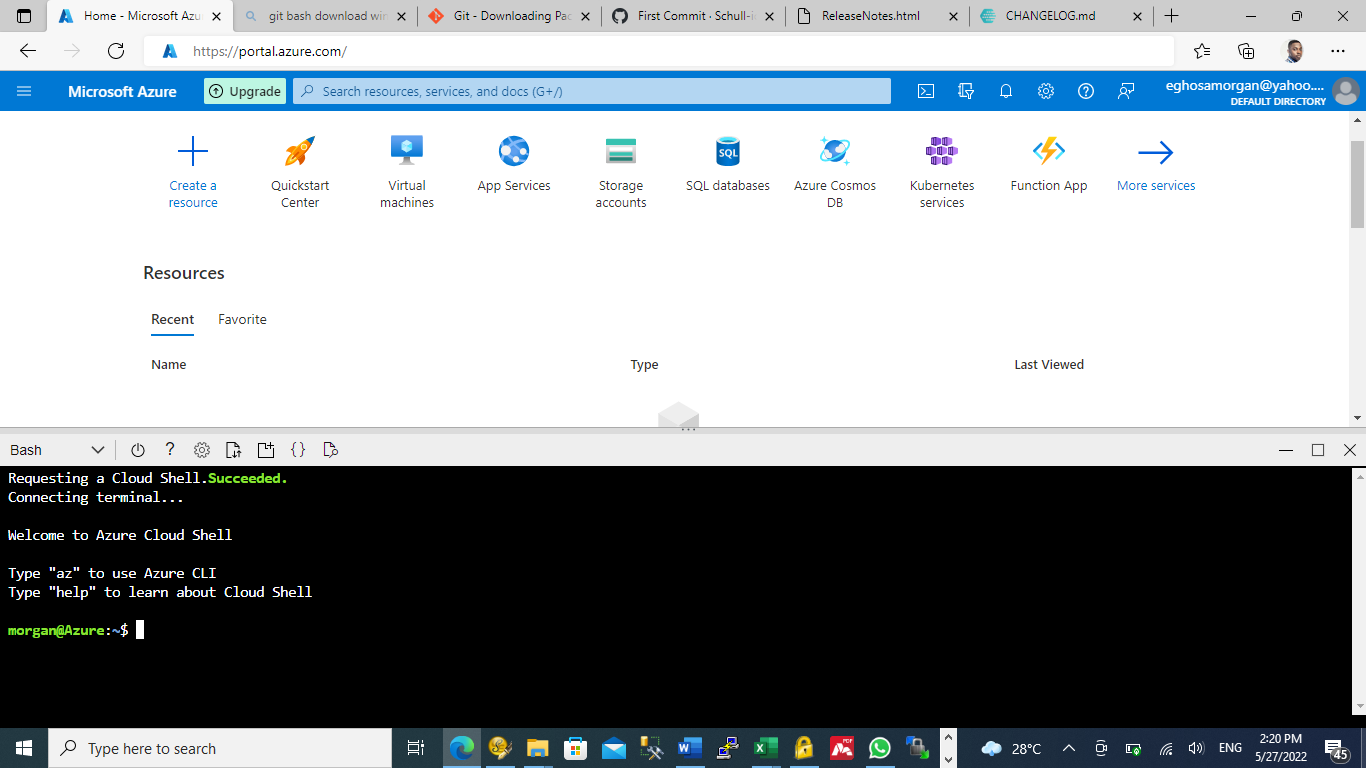 Home - Microsoft Azu
git bash download win
Git - Downloading Pac
First Commit · Schull-i
ReleaseNotes.html
CHANGELOG.md
https://portal.azure.com/
Microsoft Azure
Upgrade
Search resources, services, and docs (G+/)
eghosamorgan@yahoo....
DEFAULT DIRECTORY
Create a
resource
Quickstart
Center
Virtual
machines
App Services
Storage
accounts
SQL
SQL databases
Azure Cosmos
DB
Kubernetes
services
Function App
More services
Resources
Recent
Favorite
Name
Type
Last Viewed
Bash
Requesting a Cloud Shell.Succeeded.
Connecting terminal...
Welcome to Azure Cloud Shell
Type "az" to use Azure CLI
Type "help" to learn about Cloud Shell
morgan@Azure:~$
Type here to search
PDF
28°C
ENG
2:20 PM
5/27/2022
45